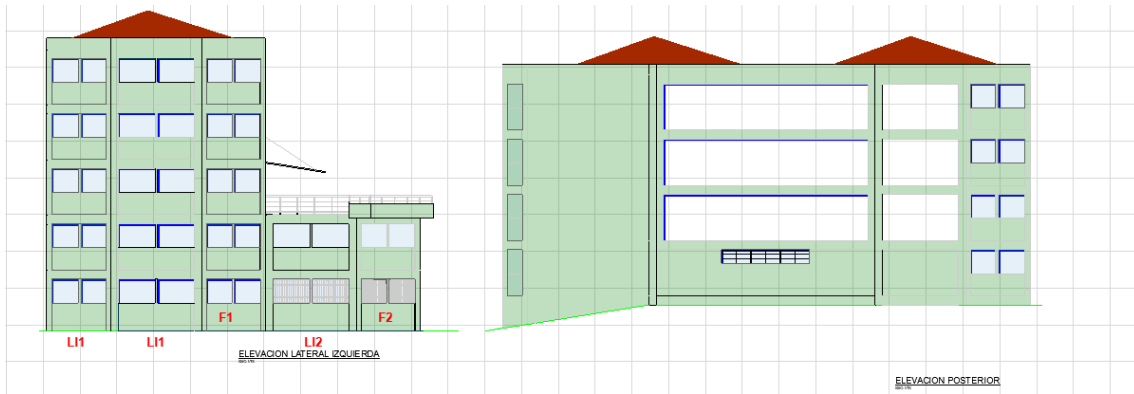 F1
F2
LI1
LI1
LI2
ELEVACION LATERAL IZQUIERDA
ELEVACION POSTERIOR